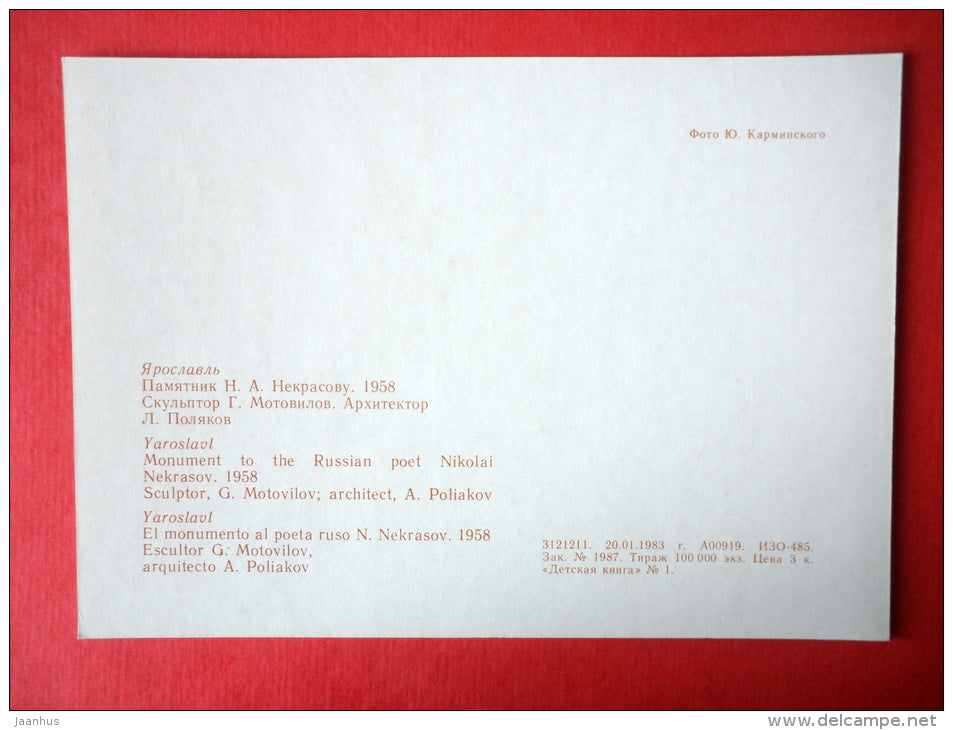 Фото Ю. Карминского
Ярославль
Памятник Н. А. Некрасову. 1958
Скульптор Г. Мотовилов. Архитектор
Л. Поляков
Yaroslavl
Monument to the Russian poet Nikolai
Nekrasov. 1958
Sculptor, G. Motovilov; architect, A. Poliakov
Yaroslavl
El monumento al poeta ruso N. Nekrasov. 1958
Escultor G. Motovilov,
arquitecto A. Poliakov
3121211. 20.01.1983 г. А00919. ИЗО-485.
Зак. № 1987. Тираж 100 000 экз. Цена 3 к.
«Детская книга» № 1.
Jaanhus
www.delcampe.net